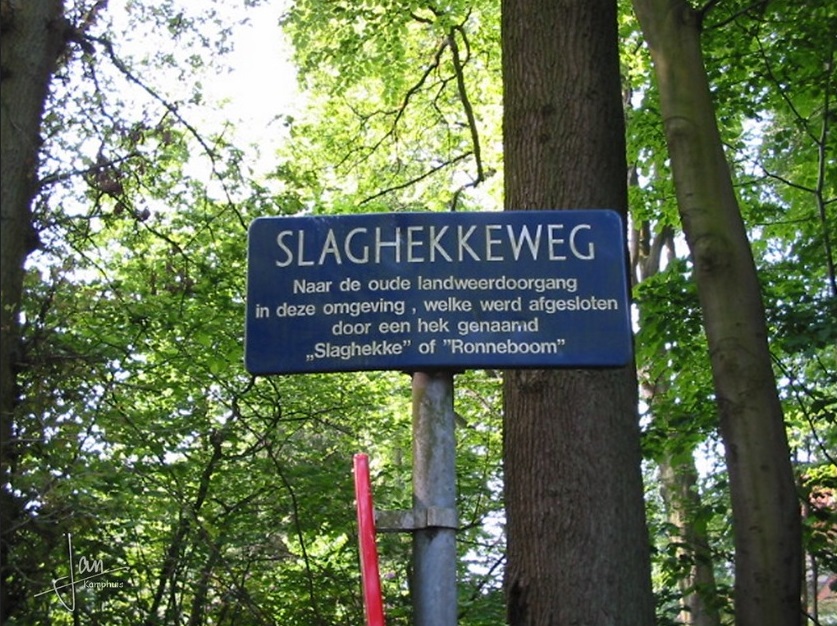 SLAGHEKKEWEG
Naar de oude landweerdoorgang
in deze omgeving , welke werd afgesloten
door een hek genaamd
„Slaghekke” of ”Ronneboom”
Jan
Kamphuis